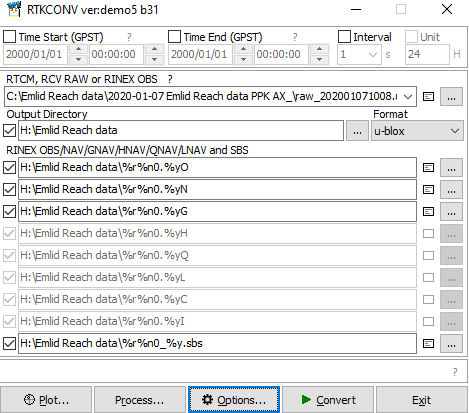 RTKCONV ver:demo5 b31
Time Start (GPST) ? Time End (GPST) ? Interval Unit
2000/01/01 00:00:00 2000/01/01 00:00:00 1 s 24 H
RTCM, RCV RAW or RINEX OBS ?
C:\Emlid Reach data\2020-01-07 Emlid Reach data PPK AX_\raw_202001071008.u
Output Directory Format
H:\Emlid Reach data ... u-blox
RINEX OBS/NAV/GNAV/HNAV/QNAV/LNAV and SBS
H:\Emlid Reach data\%r%n0.%yO ...
H:\Emlid Reach data\%r%n0.%yN ...
H:\Emlid Reach data\%r%n0.%yG ...
H:\Emlid Reach data\%r%n0.%yH ...
H:\Emlid Reach data\%r%n0.%yQ ...
H:\Emlid Reach data\%r%n0.%yL ...
H:\Emlid Reach data\%r%n0.%yC ...
H:\Emlid Reach data\%r%n0.%yI ...
H:\Emlid Reach data\%r%n0_%y.sbs ...
?
Plot... Process... Options... Convert Exit